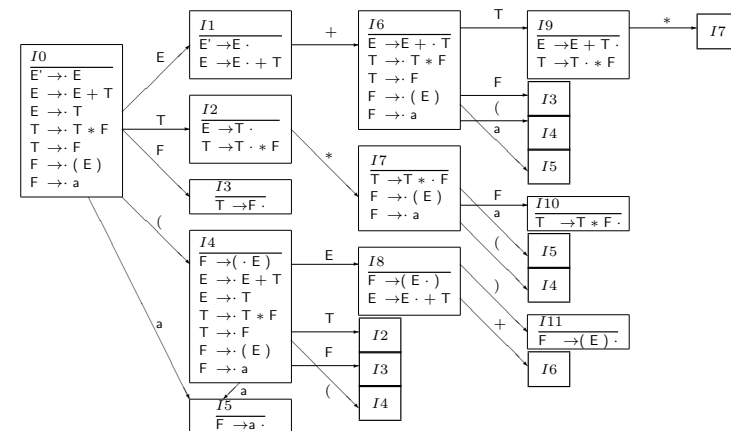 I0
E' →· E
E →· E + T
E →· T
T →· T * F
T →· F
F →· ( E )
F →· a
E
T
F
(
a
I1
E' →E ·
E →E · + T
I2
E →T ·
T →T · * F
I3
T →F ·
I4
F →( · E )
E →· E + T
E →· T
T →· T * F
T →· F
F →· ( E )
F →· a
a
I5
F →a ·
+
*
E
T
F
(
I6
E →E + · T
T →· T * F
T →· F
F →· ( E )
F →· a
I7
T →T * · F
F →· ( E )
F →· a
I8
F →( E · )
E →E · + T
I2
I3
I4
T
F
(
a
F
a
(
)
+
I9
E →E + T ·
T →T · * F
I3
I4
I5
I10
T →T * F ·
I5
I4
I11
F →( E ) ·
I6
*
I7